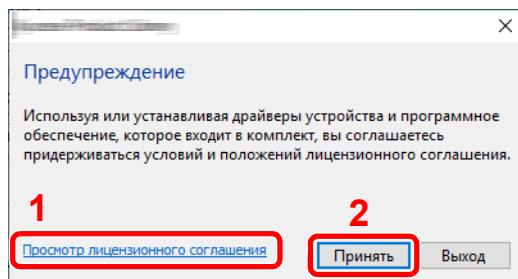 Предупреждение
Используя или устанавливая драйверы устройства и программное
обеспечение, которое входит в комплект, вы соглашаетесь
придерживаться условий и положений лицензионного соглашения.
1
2
Просмотр лицензионного соглашения
Принять
Выход